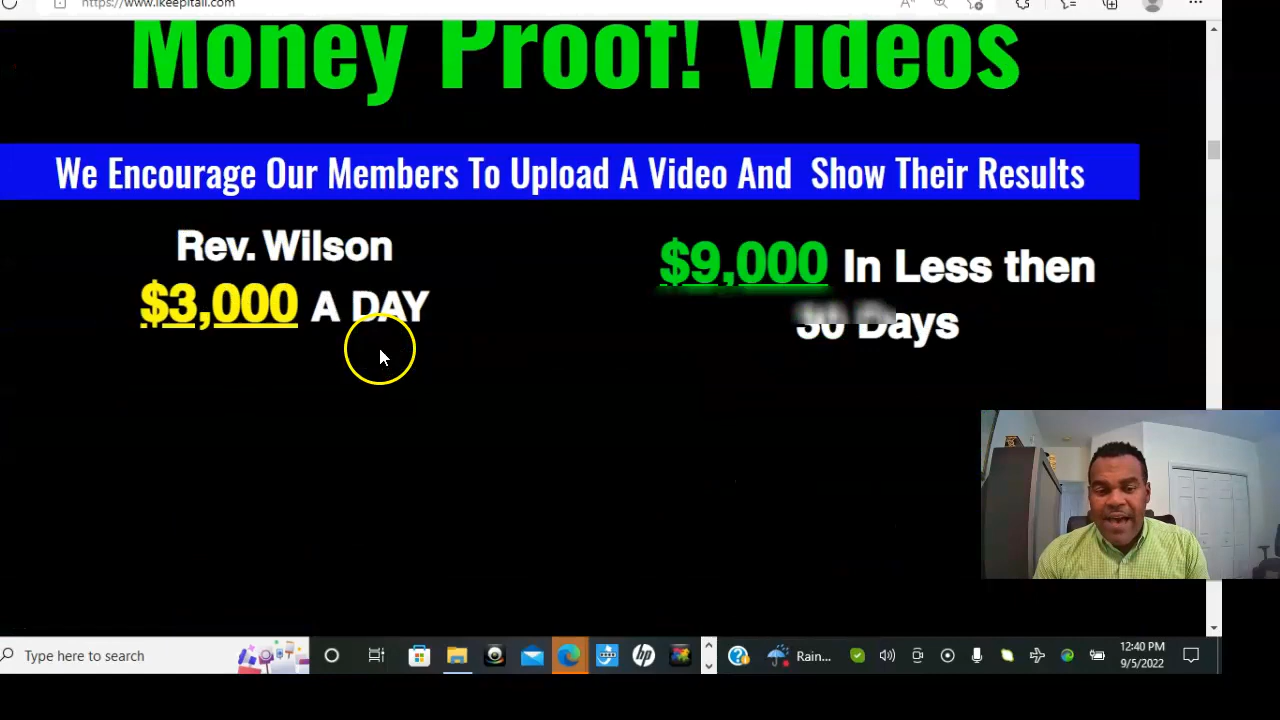 https://www.ikeepitall.com
Money Proof! Videos
We Encourage Our Members To Upload A Video And Show Their Results
Rev. Wilson
$3,000 A DAY
$9,000 In Less then
30 Days
Type here to search
hp
Rain...
12:40 PM
9/5/2022